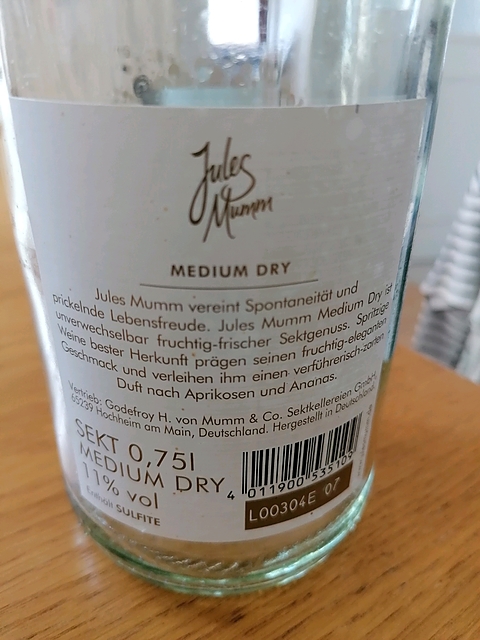 Jules
Mumm
MEDIUM DRY
Jules Mumm vereint Spontaneität und
prickelnde Lebensfreude. Jules Mumm Medium Dry ist
unverwechselbar fruchtig-frischer Sektgenuss. Spritzige
Weine bester Herkunft prägen seinen fruchtig-eleganten
Geschmack und verleihen ihm einen verführerisch-zarten
Duft nach Aprikosen und Ananas.
Vertrieb: Godefroy H. von Mumm & Co. Sektkellereien GmbH,
65239 Hochheim am Main, Deutschland. Hergestellt in Deutschland.
SEKT 0,75l
MEDIUM DRY
11% vol
Enthält SULFITE
4 011900 535109
L00304E 07